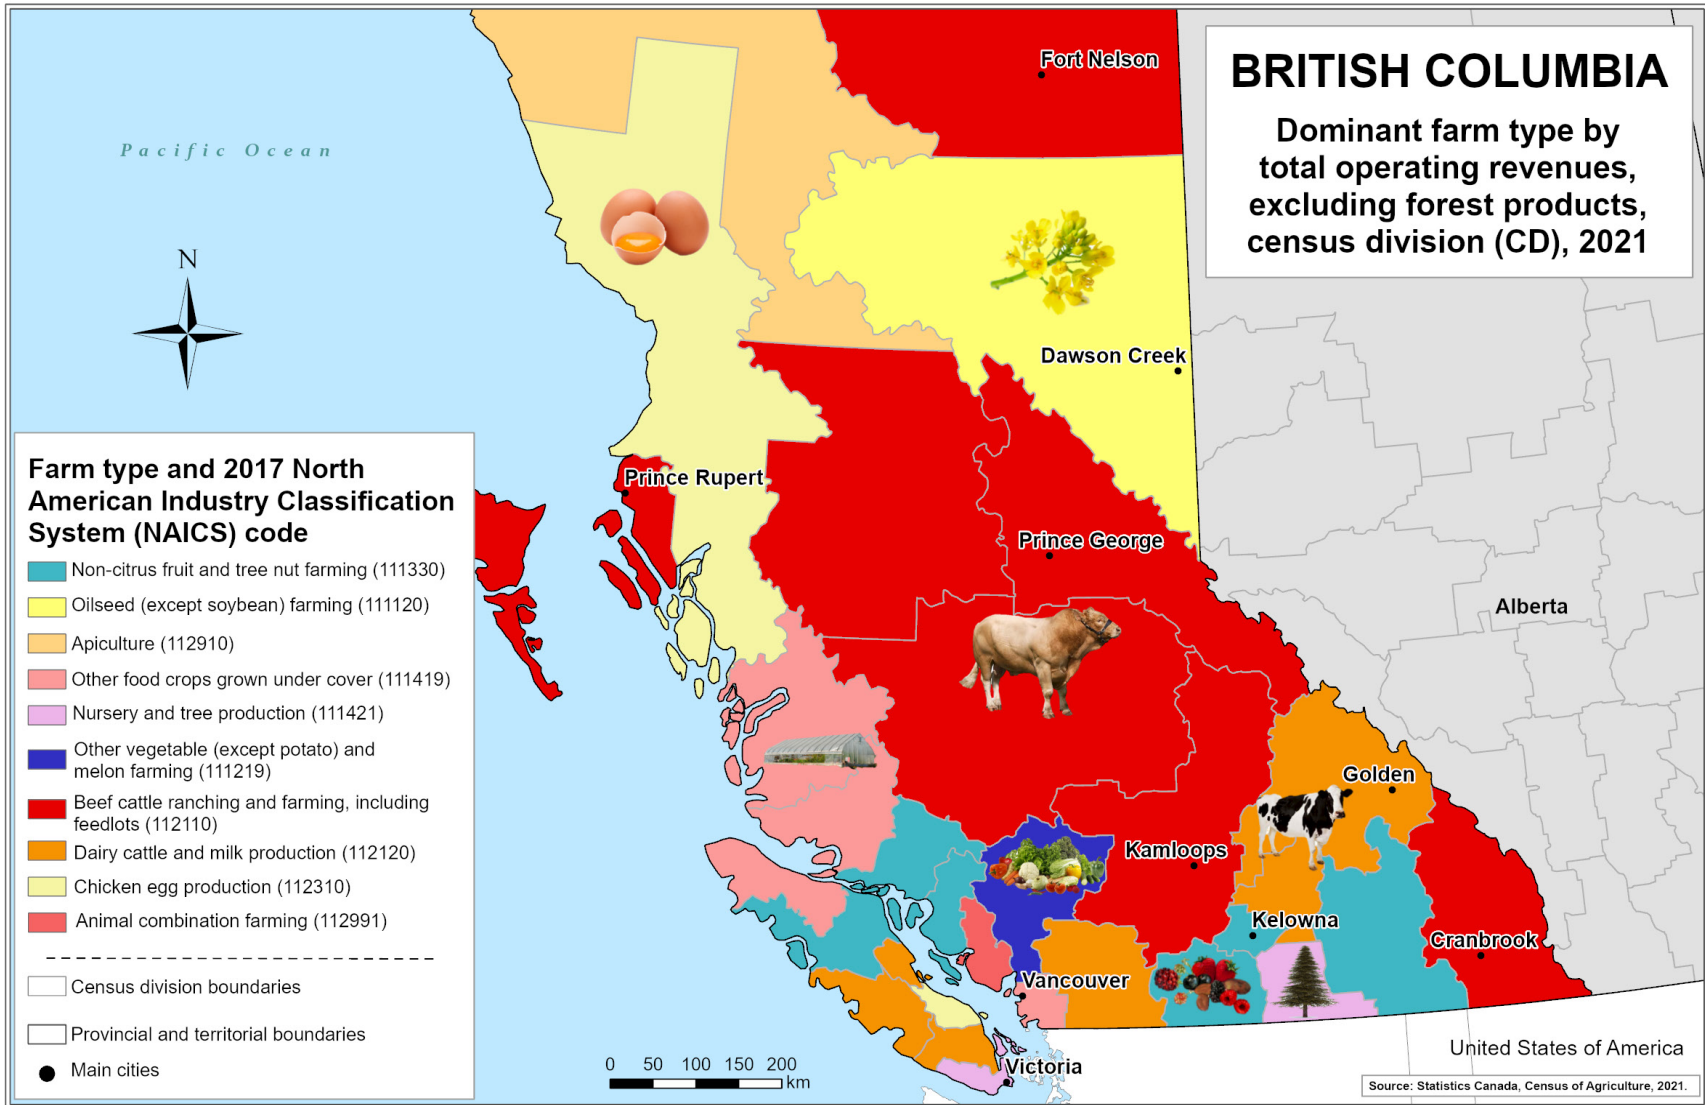 BRITISH COLUMBIA
Dominant farm type by
total operating revenues,
excluding forest products,
census division (CD), 2021
Fort Nelson
Pacific Ocean
N
Dawson Creek
Prince Rupert
Prince George
Alberta
Golden
Kamloops
Kelowna
Cranbrook
Vancouver
Victoria
United States of America
Farm type and 2017 North
American Industry Classification
System (NAICS) code
Non-citrus fruit and tree nut farming (111330)
Oilseed (except soybean) farming (111120)
Apiculture (112910)
Other food crops grown under cover (111419)
Nursery and tree production (111421)
Other vegetable (except potato) and
melon farming (111219)
Beef cattle ranching and farming, including
feedlots (112110)
Dairy cattle and milk production (112120)
Chicken egg production (112310)
Animal combination farming (112991)
Census division boundaries
Provincial and territorial boundaries
Main cities
0 50 100 150 200
km
Source: Statistics Canada, Census of Agriculture, 2021.